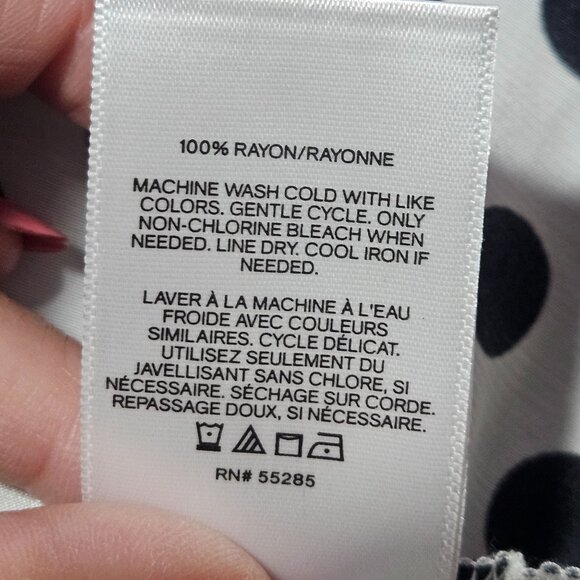 100% RAYON/RAYONNE
MACHINE WASH COLD WITH LIKE
COLORS. GENTLE CYCLE. ONLY
NON-CHLORINE BLEACH WHEN
NEEDED. LINE DRY. COOL IRON IF
NEEDED.
LAVER À LA MACHINE À L'EAU
FROIDE AVEC COULEURS
SIMILAIRES. CYCLE DÉLICAT.
UTILISEZ SEULEMENT DU
JAVELLISANT SANS CHLORE, SI
NÉCESSAIRE. SÉCHAGE SUR CORDE.
REPASSAGE DOUX, SI NÉCESSAIRE.
RN# 55285